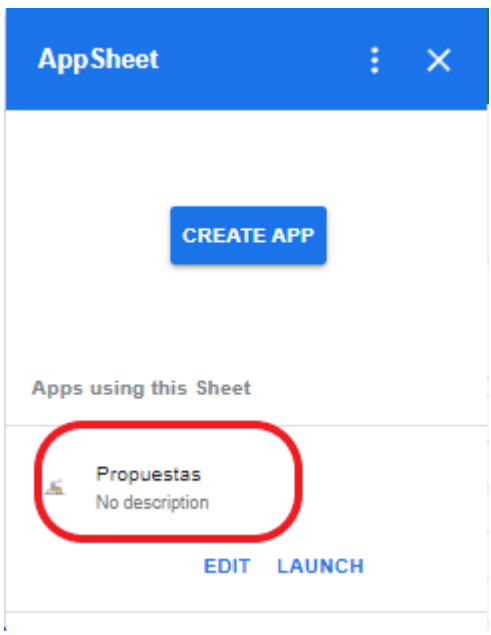 AppSheet
CREATE APP
Apps using this Sheet
Propuestas
No description
EDIT LAUNCH